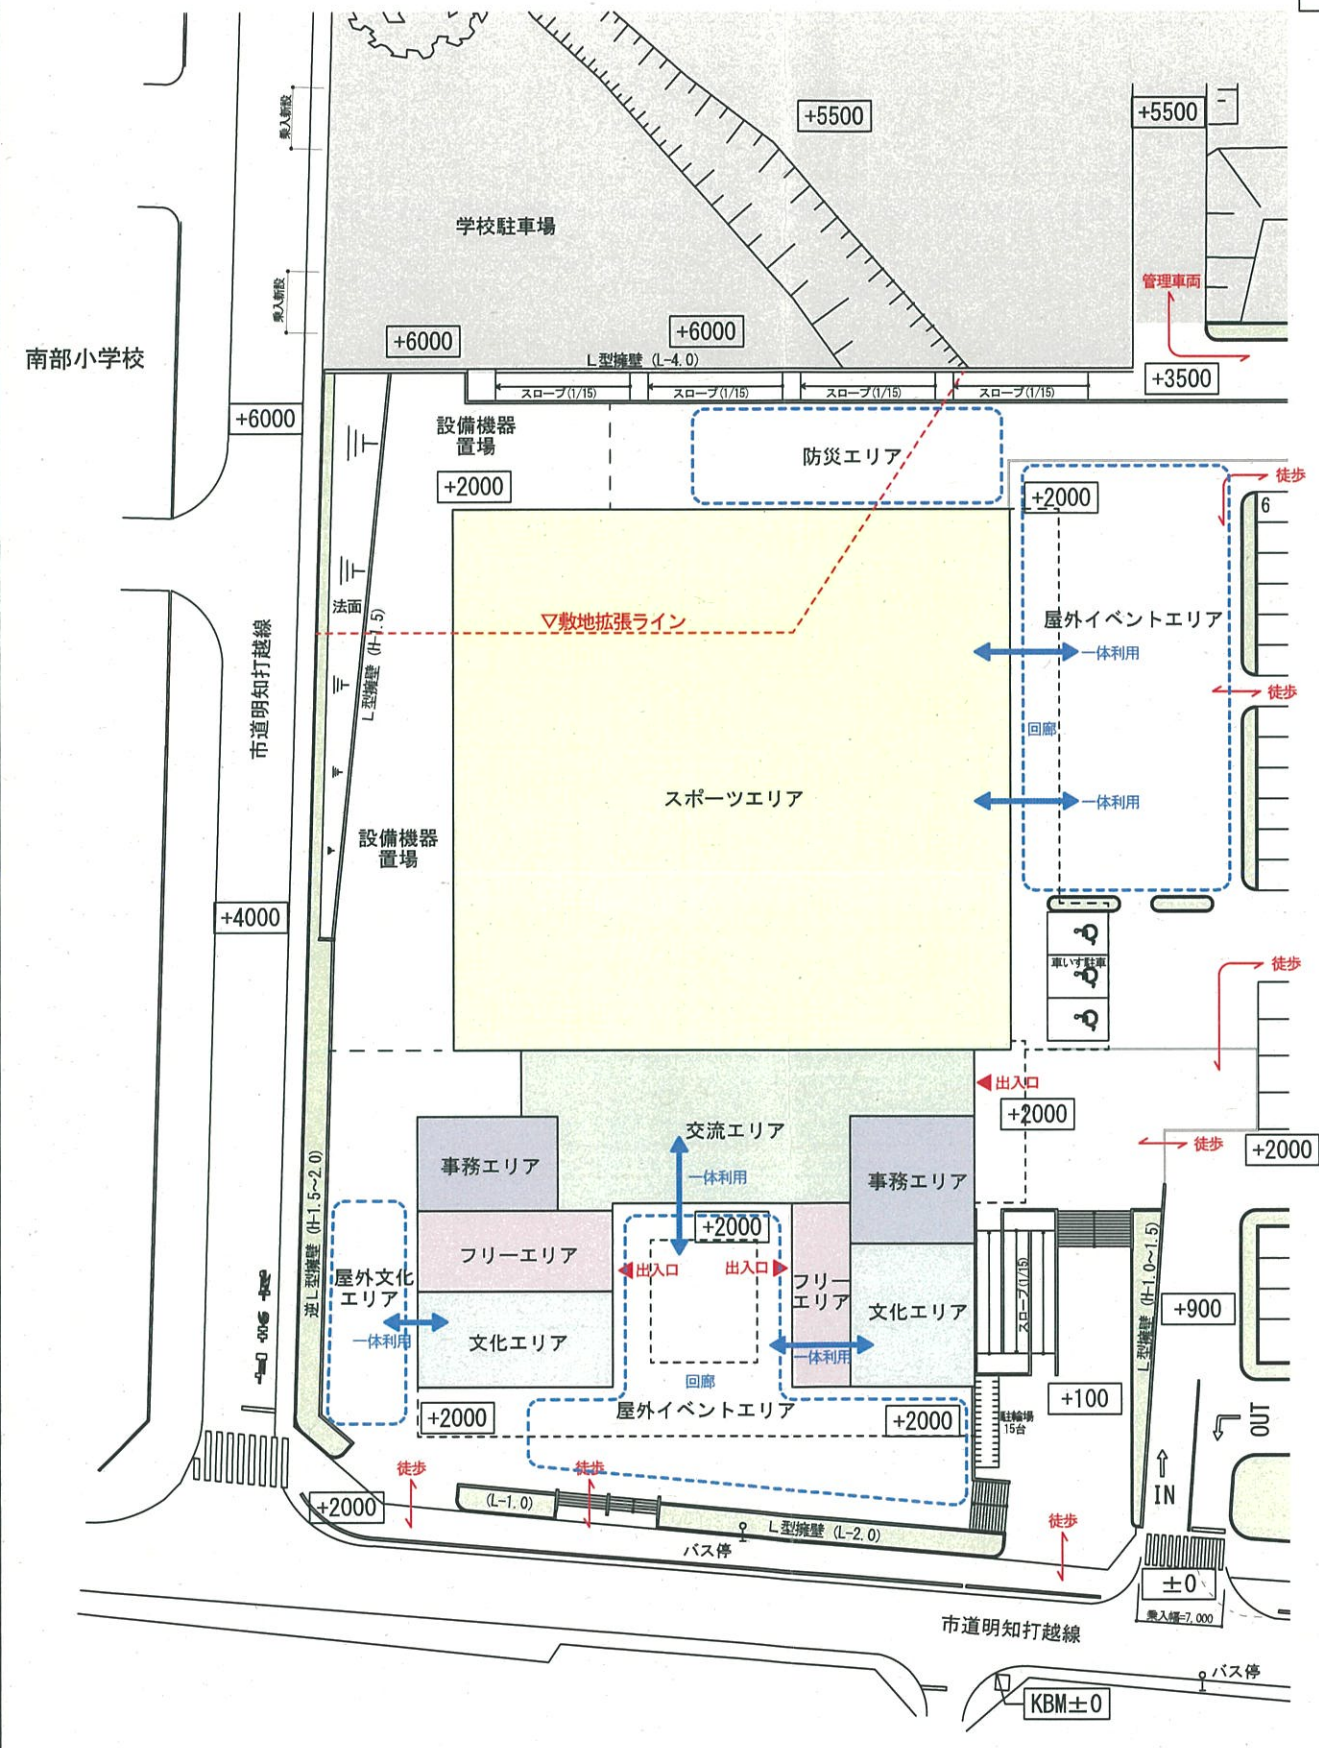 +5500
+5500
乗入新設
学校駐車場
管理車両
乗入新設
+6000
+6000
南部小学校
L型擁壁 (L-4.0)
+3500
スロープ(1/15)
スロープ(1/15)
スロープ(1/15)
スロープ(1/15)
+6000
設備機器
置場
防災エリア
+2000
+2000
徒歩
6
法面
▽敷地拡張ライン
屋外イベントエリア
L型擁壁 (H-1.5)
一体利用
市道明知打越線
徒歩
回廊
スポーツエリア
一体利用
設備機器
置場
+4000
車いす駐車
徒歩
出入口
+2000
交流エリア
徒歩
+2000
事務エリア
一体利用
事務エリア
逆L型擁壁 (H-1.5~2.0)
+2000
フリーエリア
出入口
出入口
屋外文化
エリア
フリー
エリア
文化エリア
スロープ(1/15)
L型擁壁 (H-1.0~1.5)
+900
一体利用
文化エリア
一体利用
回廊
屋外イベントエリア
+2000
+2000
+100
駐輪場
15台
OUT
徒歩
徒歩
IN
+2000
(L-1.0)
L型擁壁 (L-2.0)
徒歩
バス停
±0
乗入幅=7,000
市道明知打越線
バス停
KBM±0